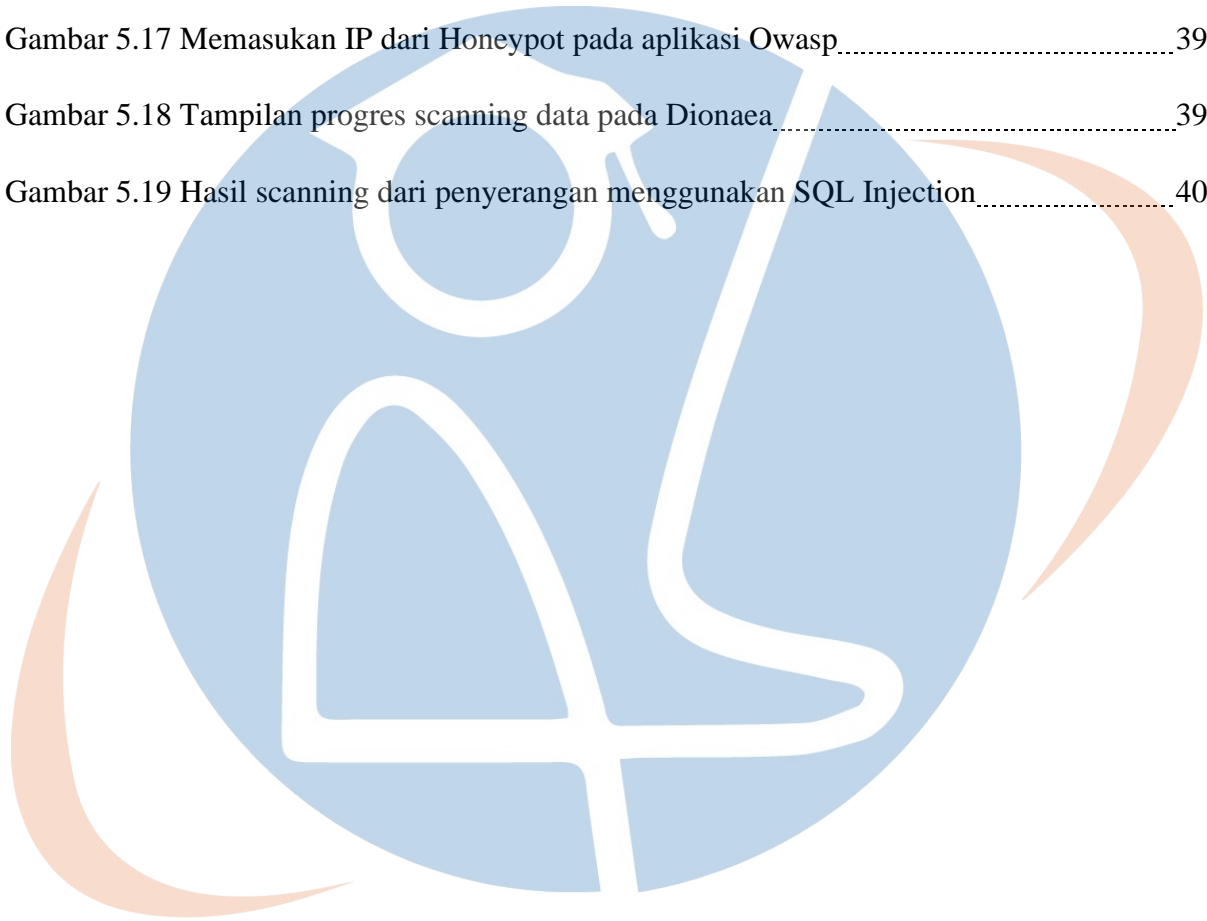 Gambar 5.17 Memasukan IP dari Honeypot pada aplikasi Owasp 39
Gambar 5.18 Tampilan progres scanning data pada Dionaea 39
Gambar 5.19 Hasil scanning dari penyerangan menggunakan SQL Injection 40